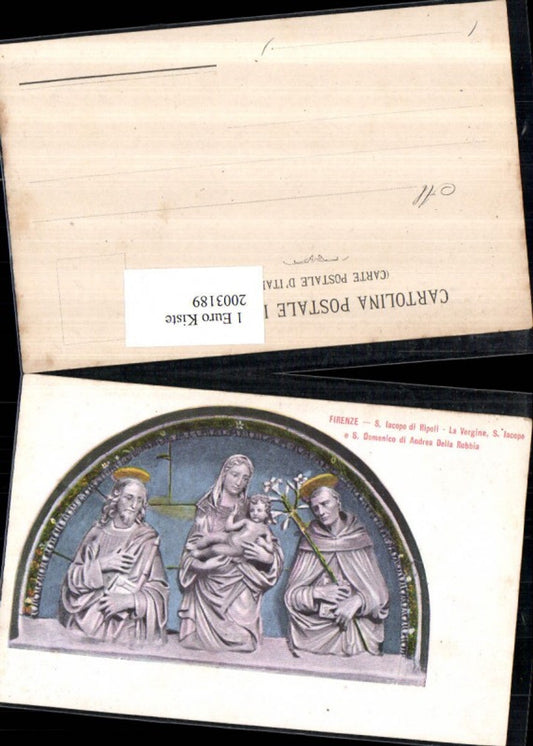 CARTOLINA POSTALE
(CARTE POSTALE D'ITAL
A
1 Euro Kiste
2003189
FIRENZE — S. Iacopo di Ripoli - La Vergine, S. Iacopo
e S. Domenico di Andrea Della Robbia